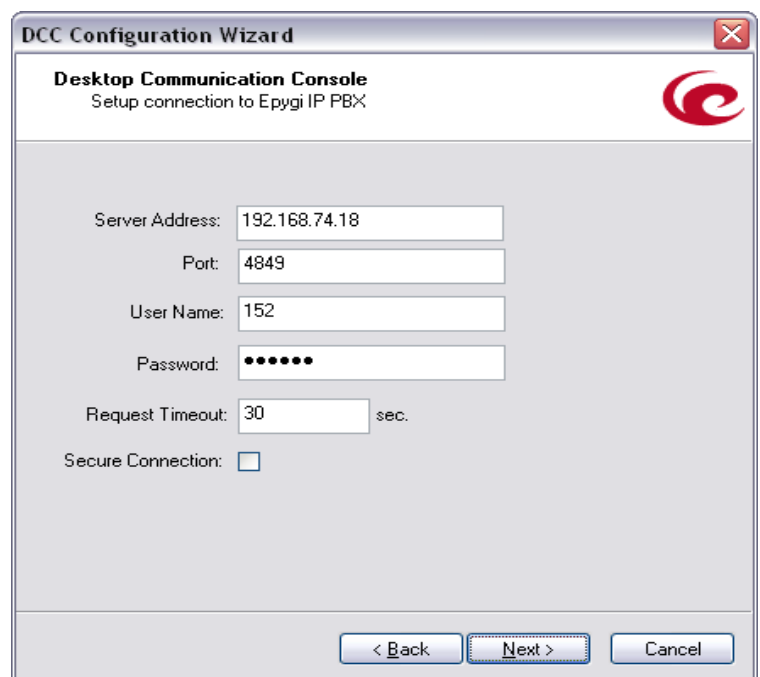 DCC Configuration Wizard
Desktop Communication Console
Setup connection to Epygi IP PBX
Server Address: 192.168.74.18
Port: 4849
User Name: 152
Password: ••••••
Request Timeout: 30 sec.
Secure Connection:
< Back Next > Cancel